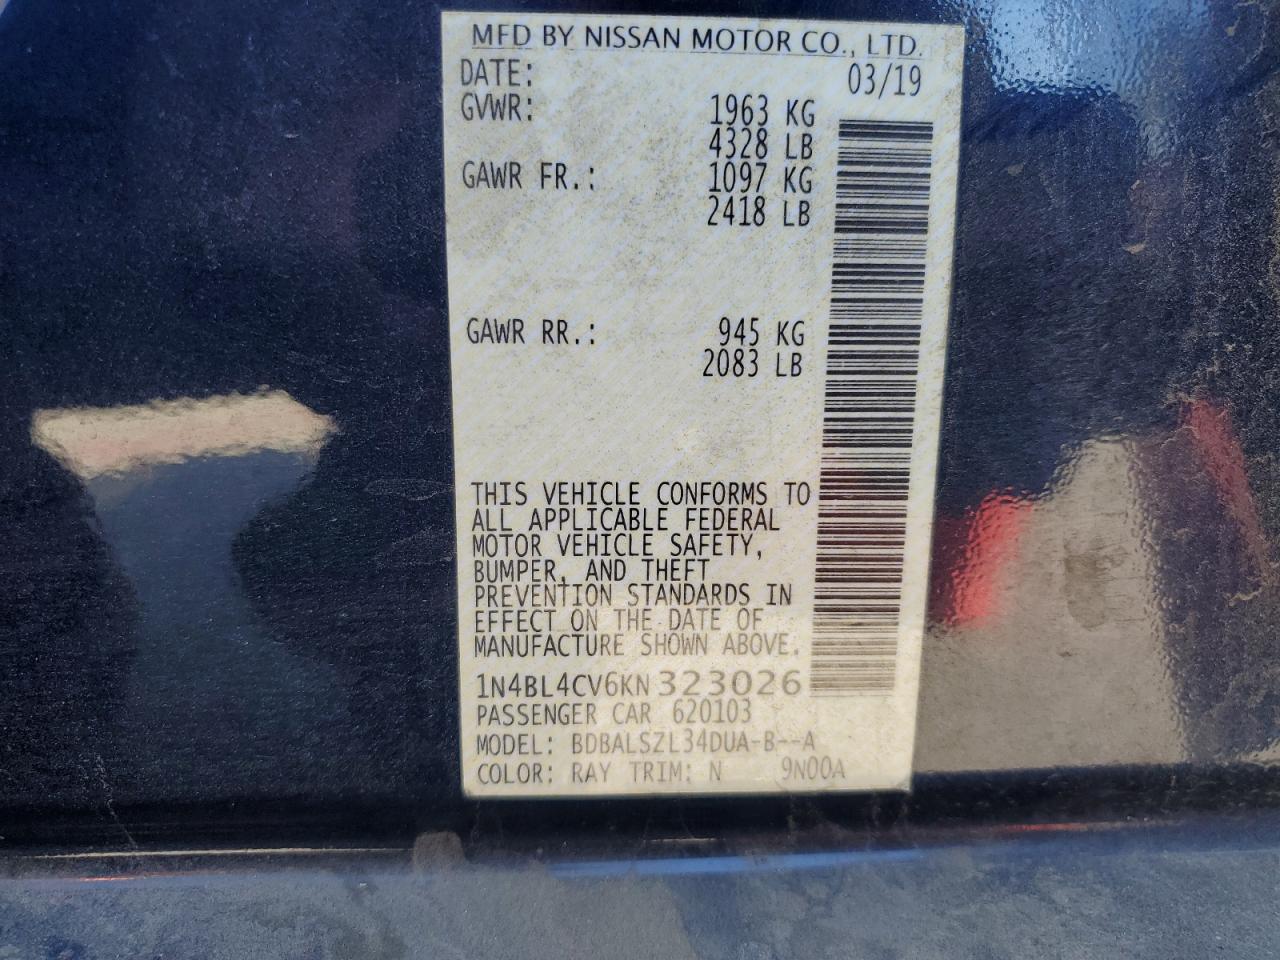 MFD BY NISSAN MOTOR CO., LTD.
DATE: 03/19
GVWR: 1963 KG
4328 LB
GAWR FR.: 1097 KG
2418 LB
GAWR RR.: 945 KG
2083 LB
THIS VEHICLE CONFORMS TO
ALL APPLICABLE FEDERAL
MOTOR VEHICLE SAFETY,
BUMPER, AND THEFT
PREVENTION STANDARDS IN
EFFECT ON THE DATE OF
MANUFACTURE SHOWN ABOVE.
1N4BL4CV6KN323026
PASSENGER CAR 620103
MODEL: BDBALSZL34DUA-B--A
COLOR: RAY TRIM: N 9N00A